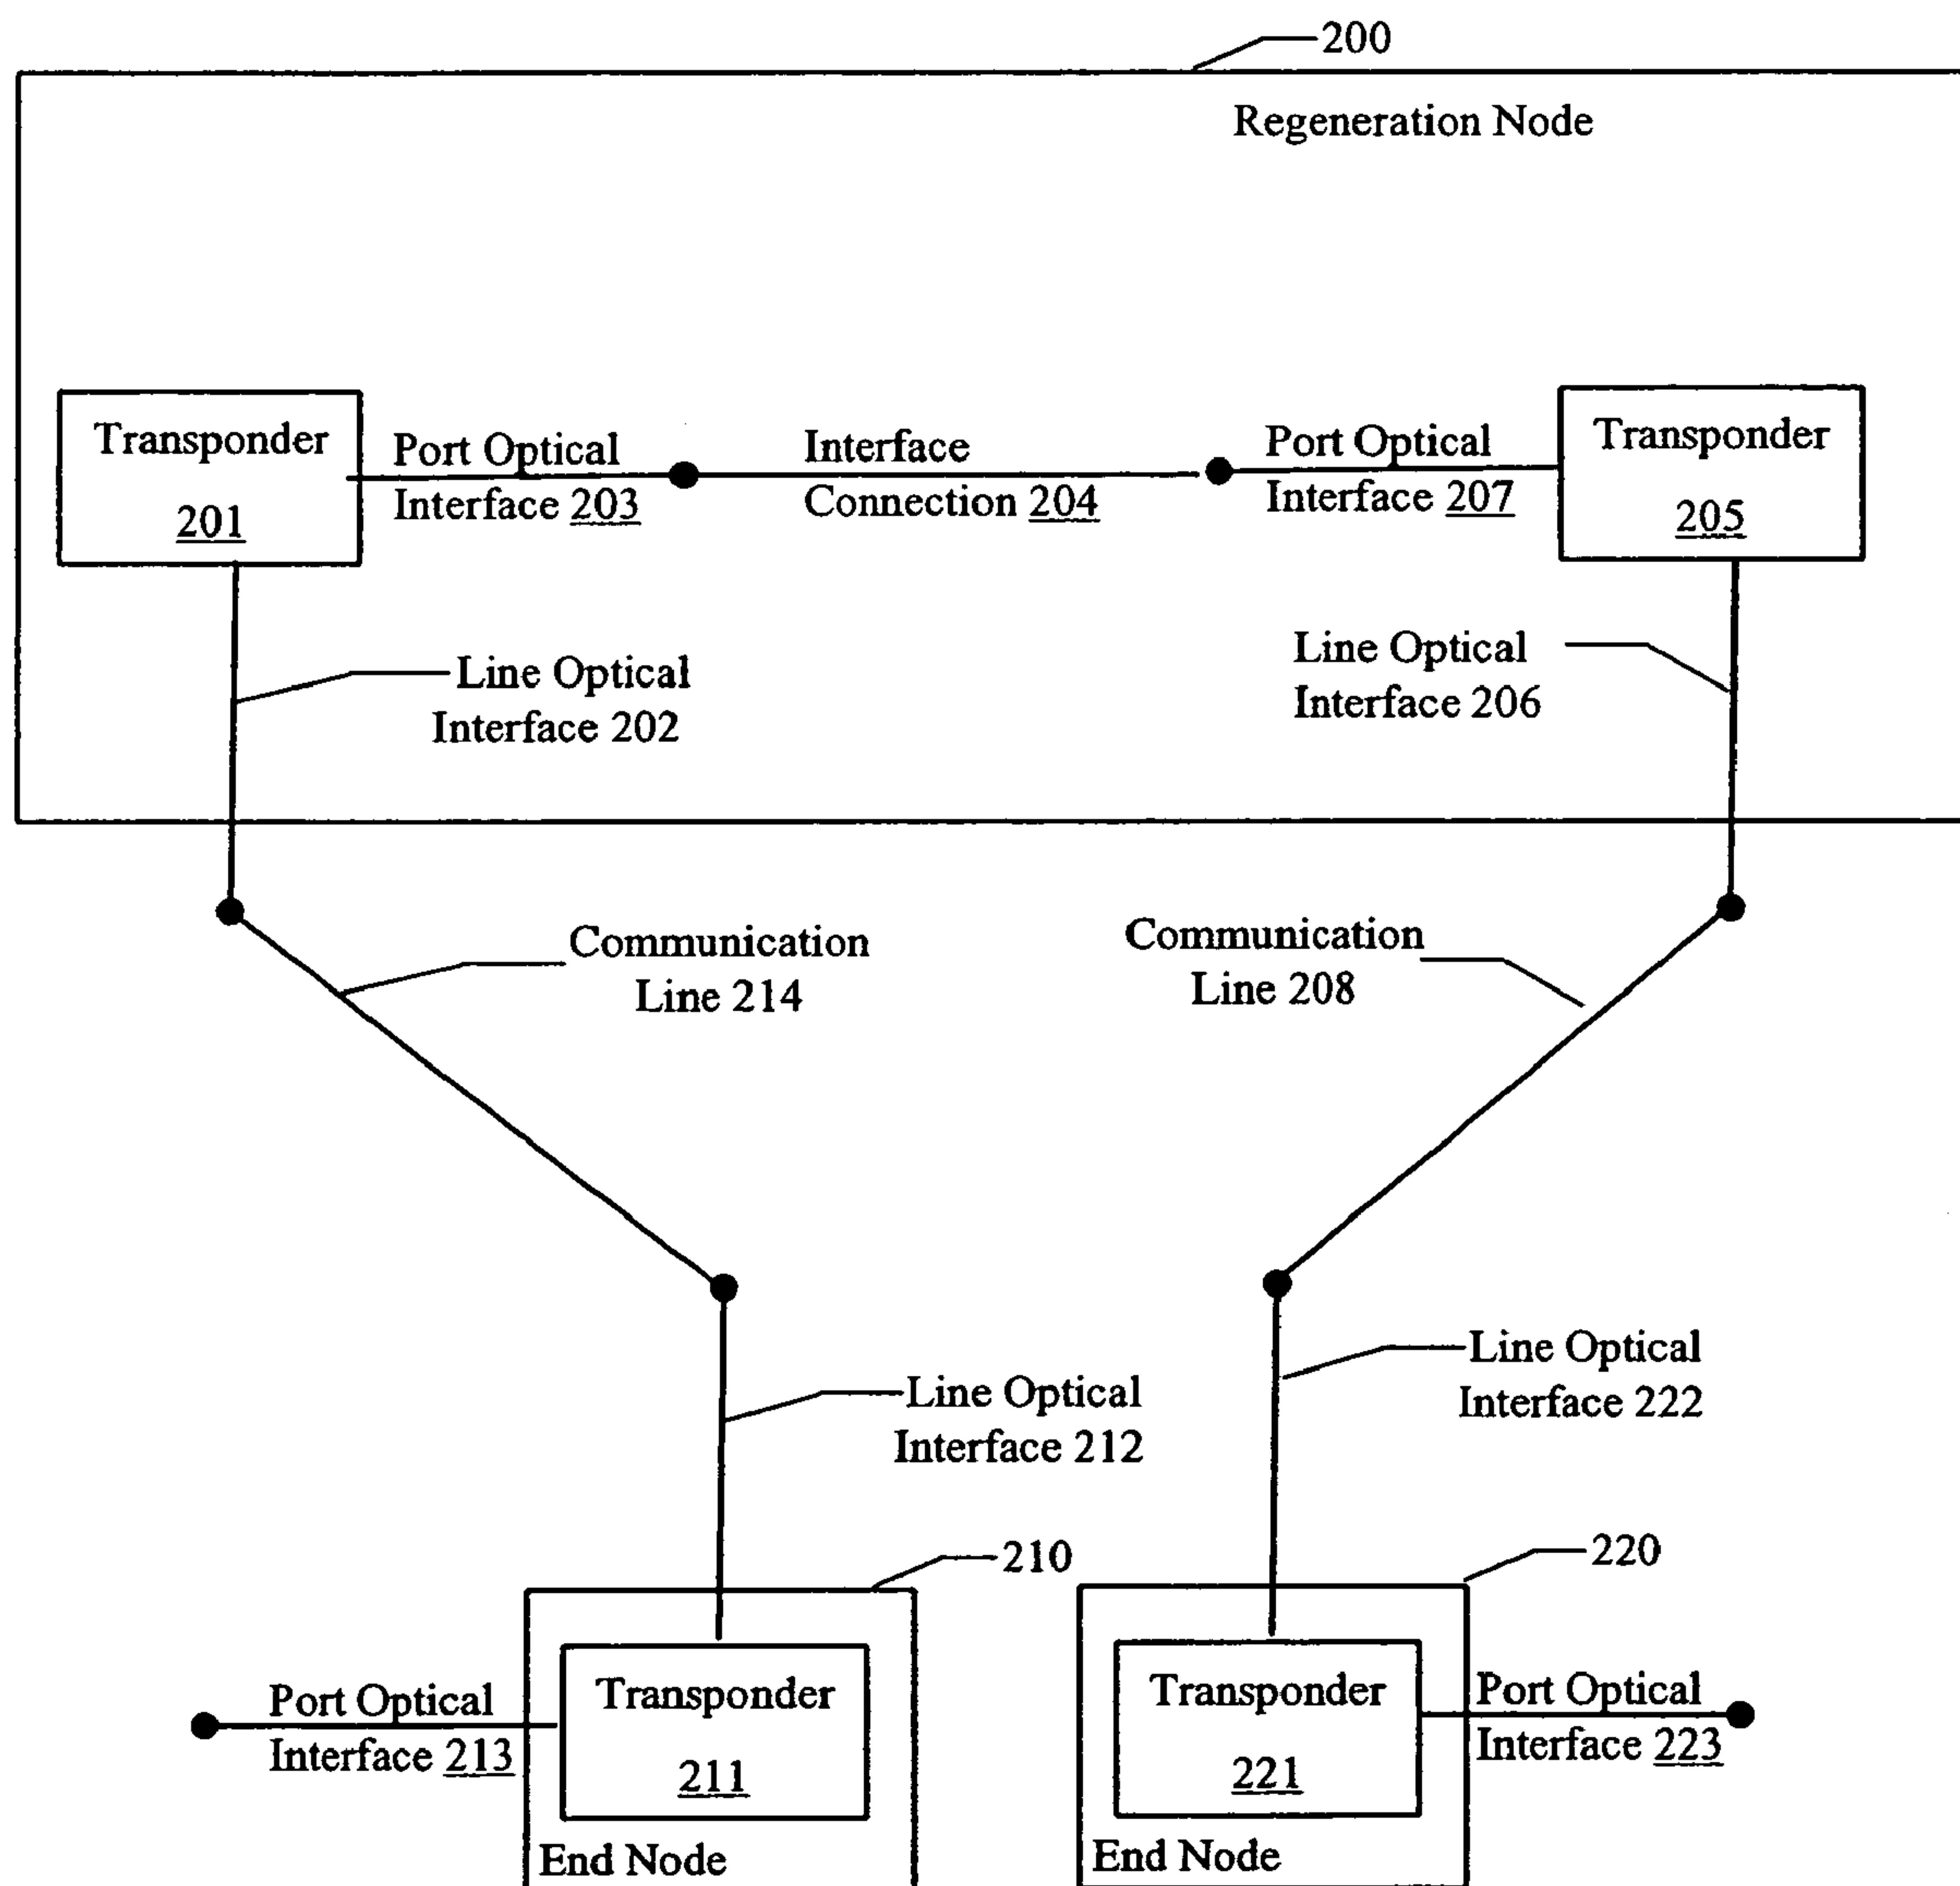 200
Regeneration Node
Transponder
201
Port Optical
Interface 203
Interface
Connection 204
Port Optical
Interface 207
Transponder
205
Line Optical
Interface 202
Line Optical
Interface 206
Communication
Line 214
Communication
Line 208
Line Optical
Interface 212
Line Optical
Interface 222
210
220
Port Optical
Interface 213
Transponder
211
End Node
Transponder
221
End Node
Port Optical
Interface 223